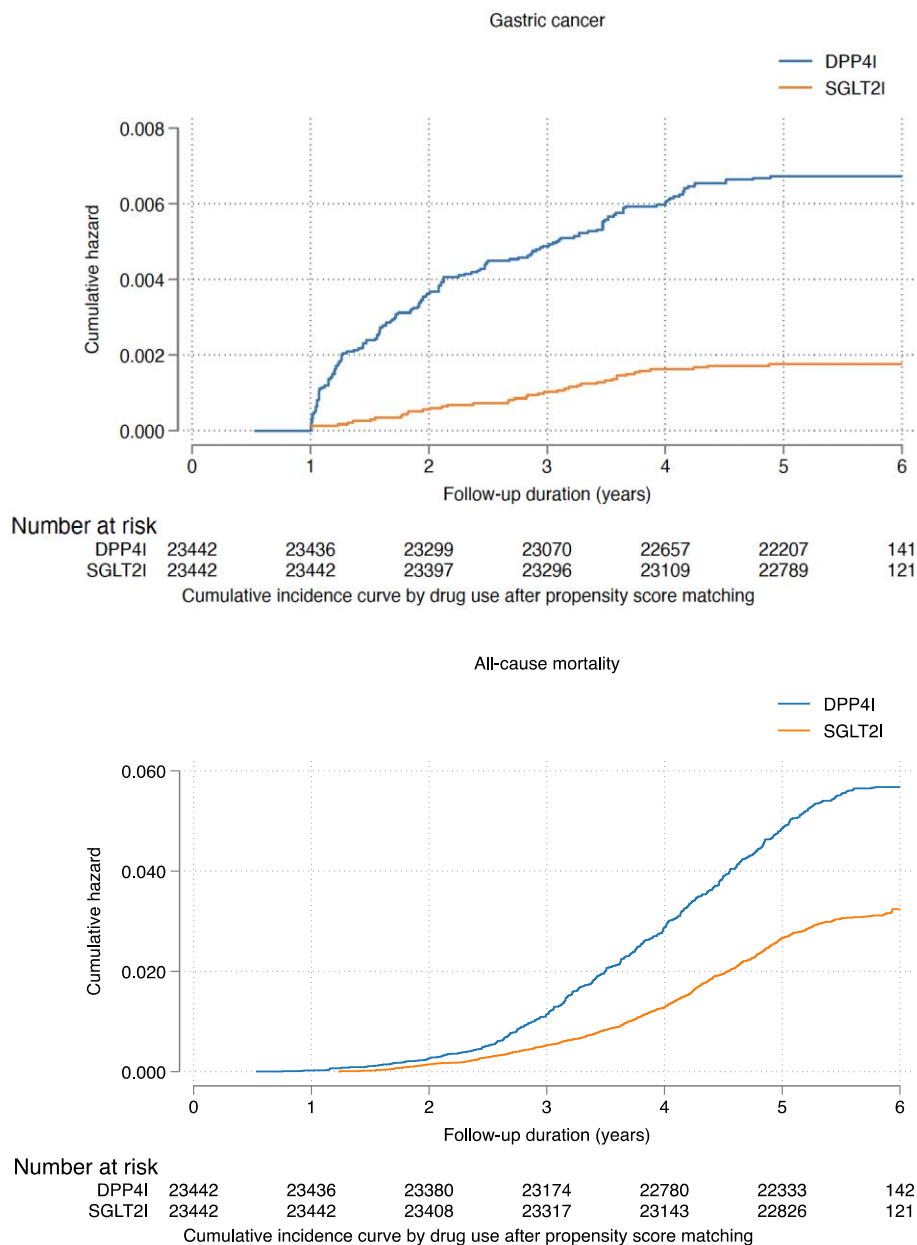 Gastric cancer
DPP4I
SGLT2I
0.008
0.006
0.004
0.002
0.000
Cumulative hazard
0 1 2 3 4 5 6
Follow-up duration (years)
Number at risk
DPP4I 23442 23436 23299 23070 22657 22207 141
SGLT2I 23442 23442 23397 23296 23109 22789 121
Cumulative incidence curve by drug use after propensity score matching
All-cause mortality
DPP4I
SGLT2I
0.060
0.040
0.020
0.000
Cumulative hazard
0 1 2 3 4 5 6
Follow-up duration (years)
Number at risk
DPP4I 23442 23436 23380 23174 22780 22333 142
SGLT2I 23442 23442 23408 23317 23143 22826 121
Cumulative incidence curve by drug use after propensity score matching